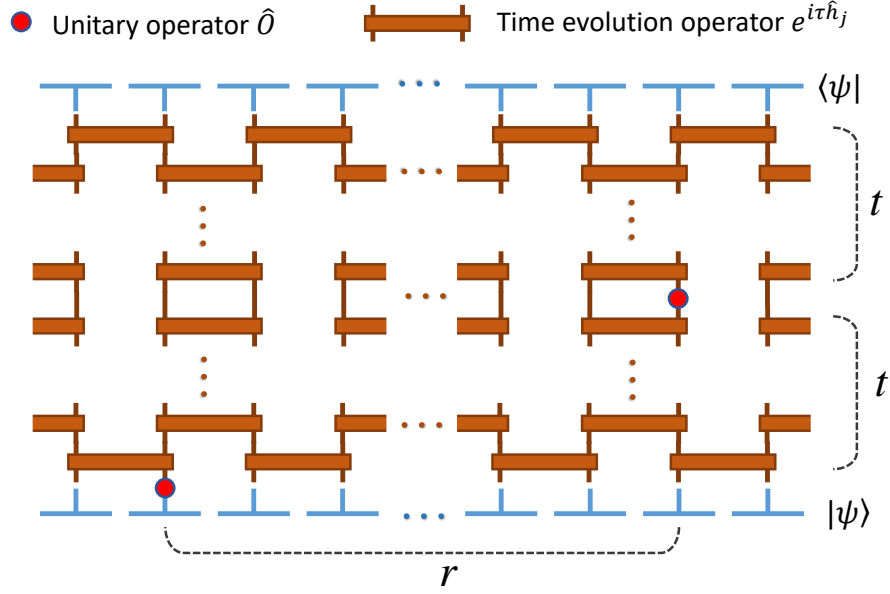 Unitary operator Ô
Time evolution operator e^{iτĥ_j}
⟨ψ|
t
t
|ψ⟩
r